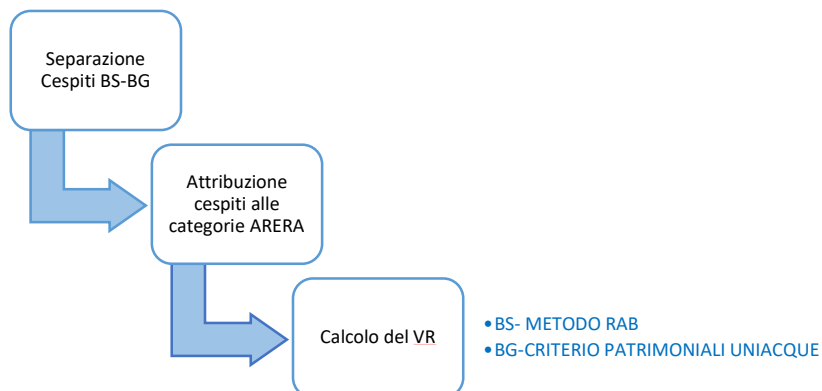 Separazione
Cespiti BS-BG
Attribuzione
cespiti alle
categorie ARERA
Calcolo del VR
•BS- METODO RAB
•BG-CRITERIO PATRIMONIALI UNIACQUE